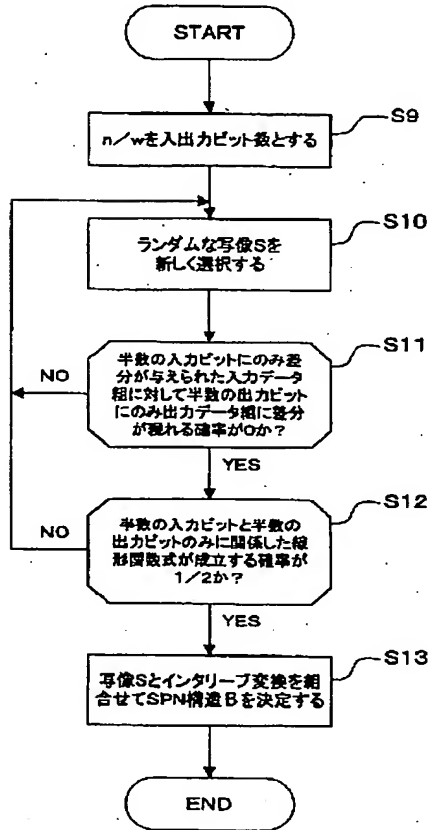 START
S9
n/wを入出力ビット数とする
S10
ランダムな写像Sを
新しく選択する
S11
半数の入力ビットにのみ差
分が与えられた入力データ
組に対して半数の出力ビット
にのみ出力データ組に差分
が現れる確率が0か？
NO
YES
S12
半数の入力ビットと半数の
出力ビットのみに関係した線
形関数式が成立する確率が
1/2か？
NO
YES
S13
写像Sとインタリーブ変換を組
合せてSPN構造Bを決定する
END